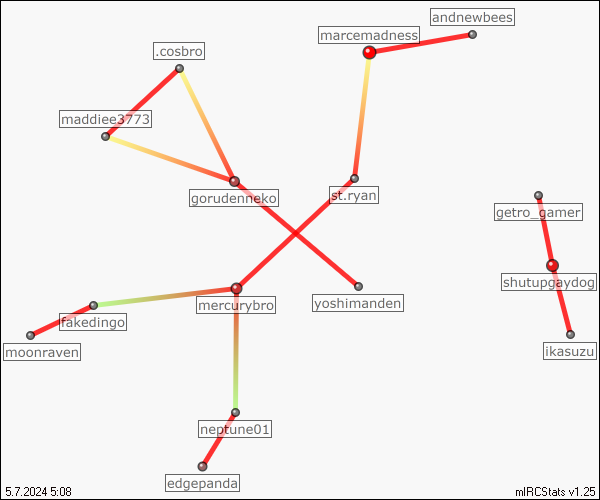 andnewbees
marcemadness
.cosbro
maddiee3773
gorudenneko
st.ryan
getro_gamer
shutupgaydog
mercurybro
yoshimanden
fakedingo
moonraven
ikasuzu
neptune01
edgepanda
5.7.2024 5:08
mIRCStats v1.25